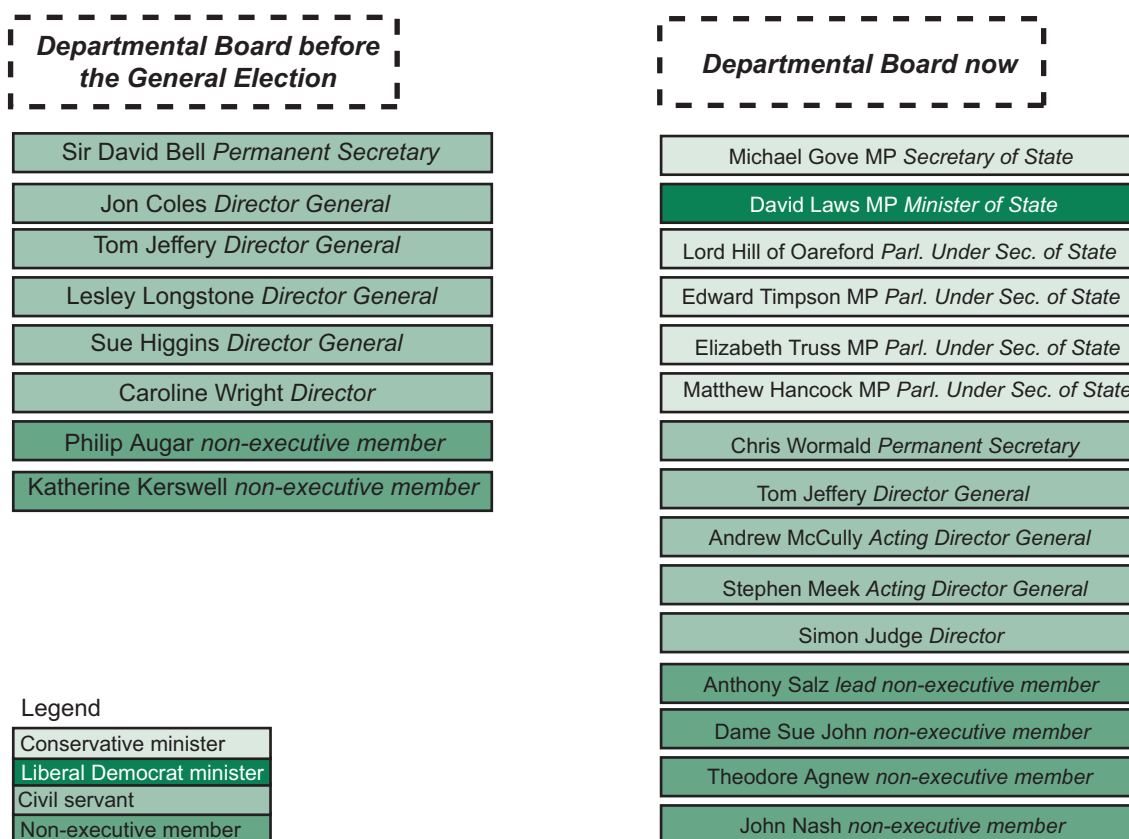 Departmental Board before
the General Election
Sir David Bell Permanent Secretary
Jon Coles Director General
Tom Jeffery Director General
Lesley Longstone Director General
Sue Higgins Director General
Caroline Wright Director
Philip Augar non-executive member
Katherine Kerswell non-executive member
Legend
Conservative minister
Liberal Democrat minister
Civil servant
Non-executive member
Departmental Board now
Michael Gove MP Secretary of State
David Laws MP Minister of State
Lord Hill of Oareford Parl. Under Sec. of State
Edward Timpson MP Parl. Under Sec. of State
Elizabeth Truss MP Parl. Under Sec. of State
Matthew Hancock MP Parl. Under Sec. of State
Chris Wormald Permanent Secretary
Tom Jeffery Director General
Andrew McCully Acting Director General
Stephen Meek Acting Director General
Simon Judge Director
Anthony Salz lead non-executive member
Dame Sue John non-executive member
Theodore Agnew non-executive member
John Nash non-executive member